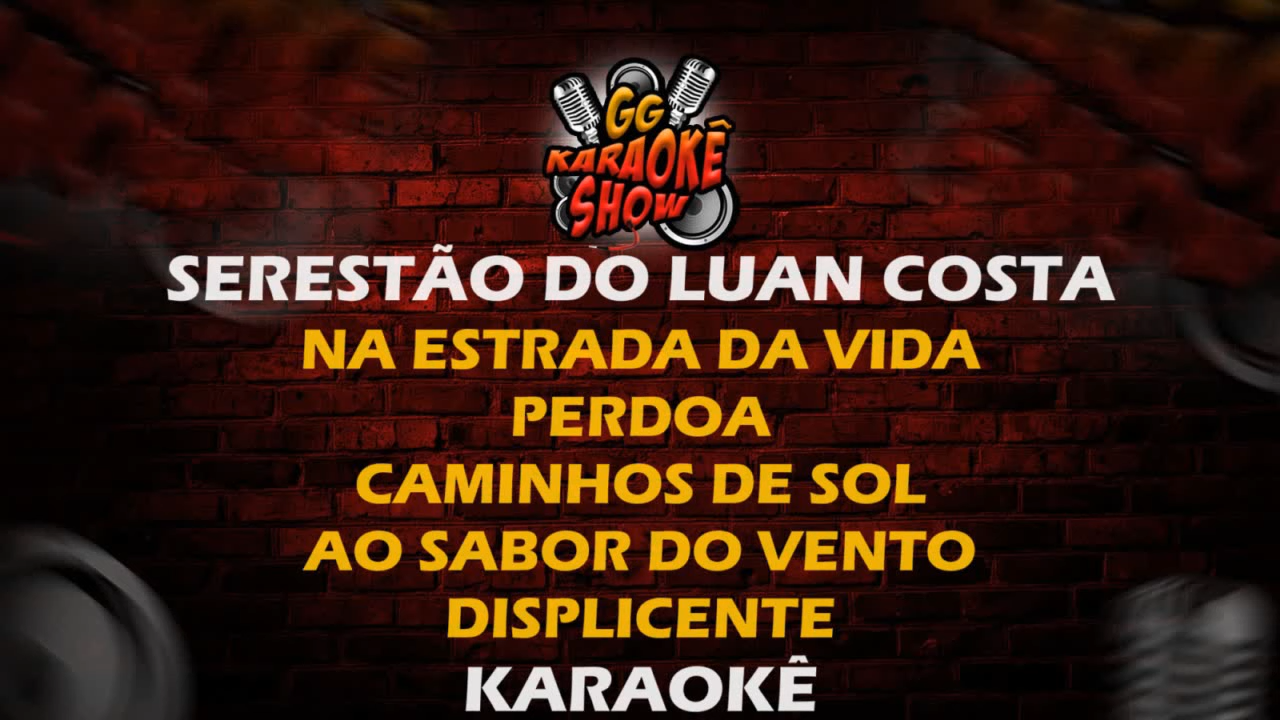 GG
KARAOKÊ
SHOW
SERESTÃO DO LUAN COSTA
NA ESTRADA DA VIDA
PERDOA
CAMINHOS DE SOL
AO SABOR DO VENTO
DISPLICENTE
KARAOKÊ